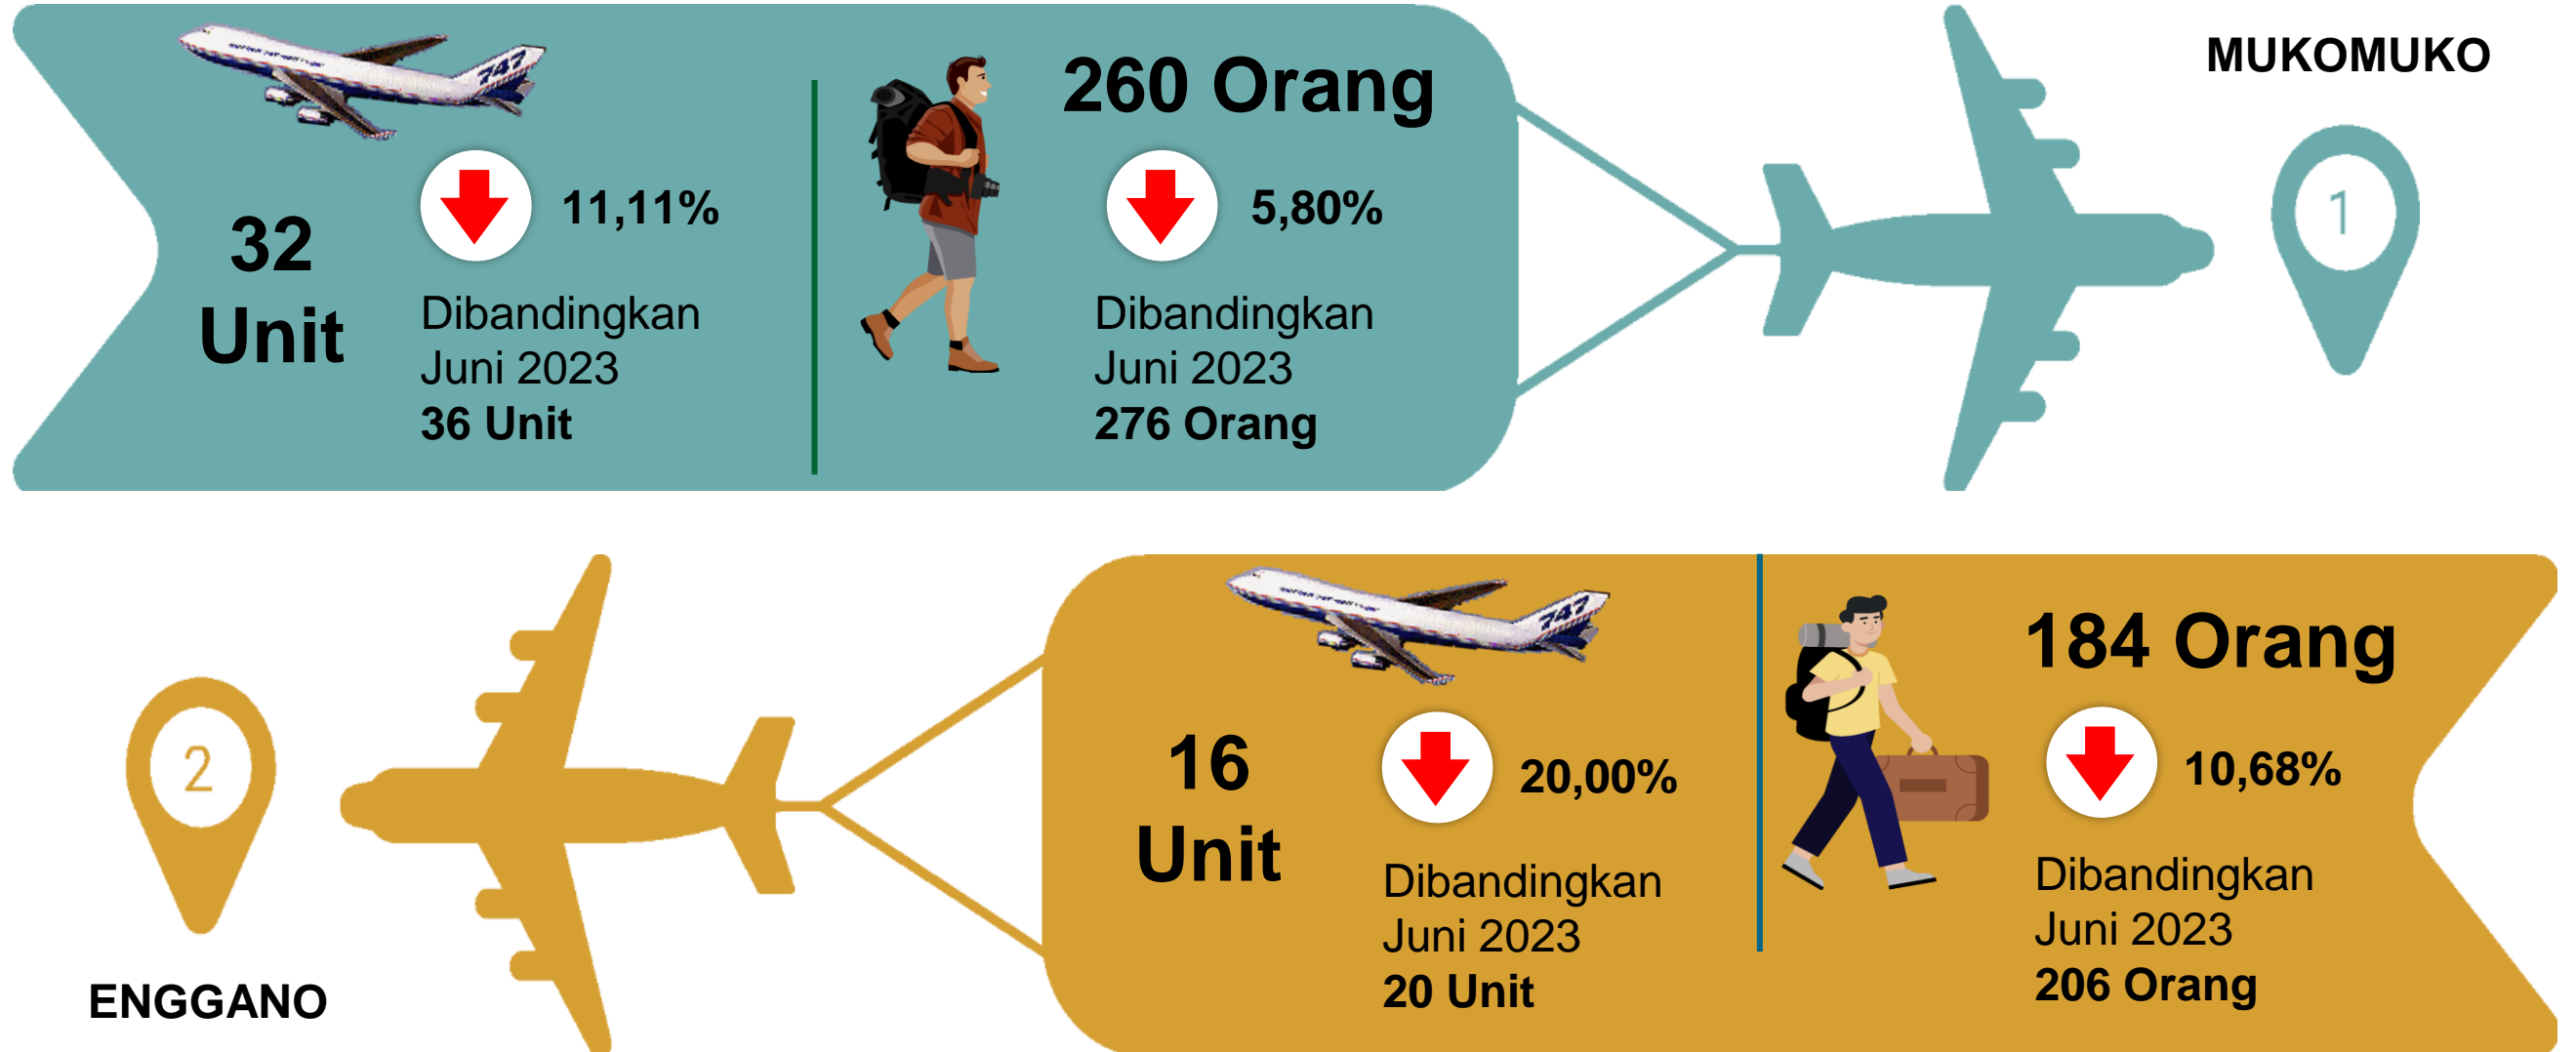 MUKOMUKO
1
747
32
Unit
11,11%
Dibandingkan
Juni 2023
36 Unit
260 Orang
5,80%
Dibandingkan
Juni 2023
276 Orang
2
ENGGANO
747
16
Unit
20,00%
Dibandingkan
Juni 2023
20 Unit
184 Orang
10,68%
Dibandingkan
Juni 2023
206 Orang